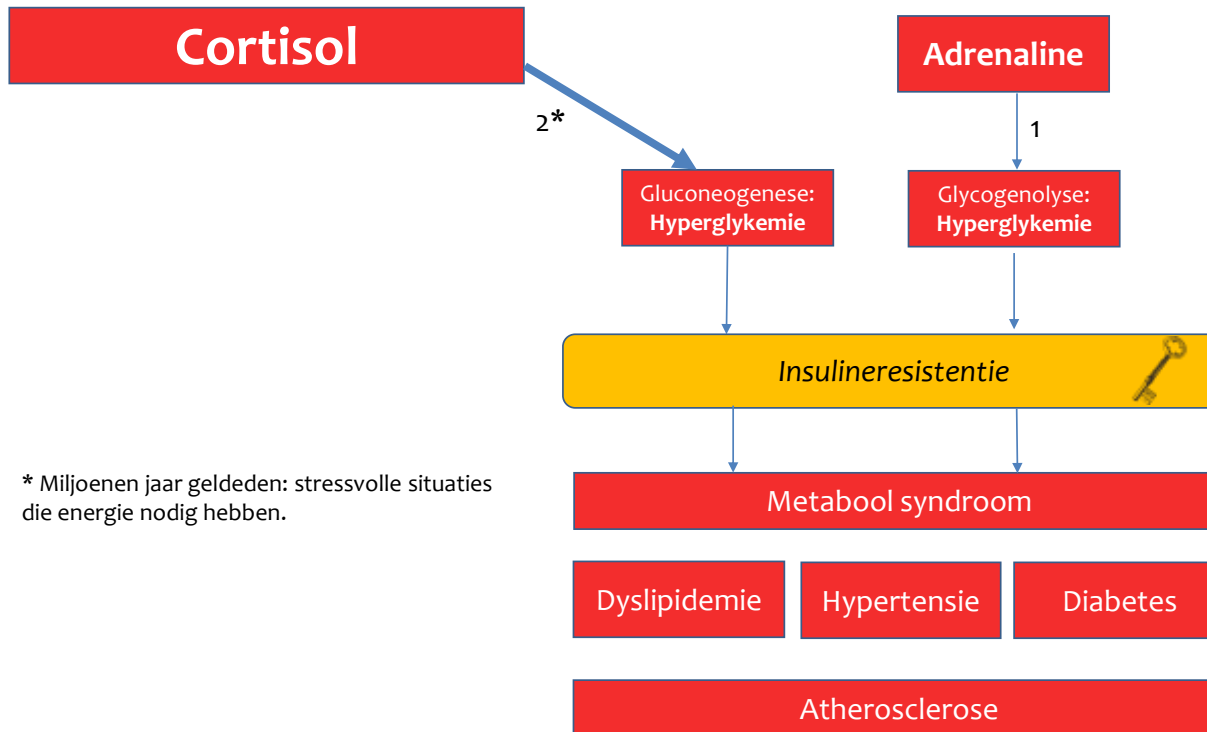 Cortisol
Adrenaline
2*
1
Gluconeogenese:
Hyperglykemie
Glycogenolyse:
Hyperglykemie
Insulineresistentie
* Miljoenen jaar geldeden: stressvolle situaties
die energie nodig hebben.
Metabool syndroom
Dyslipidemie
Hypertensie
Diabetes
Atherosclerose